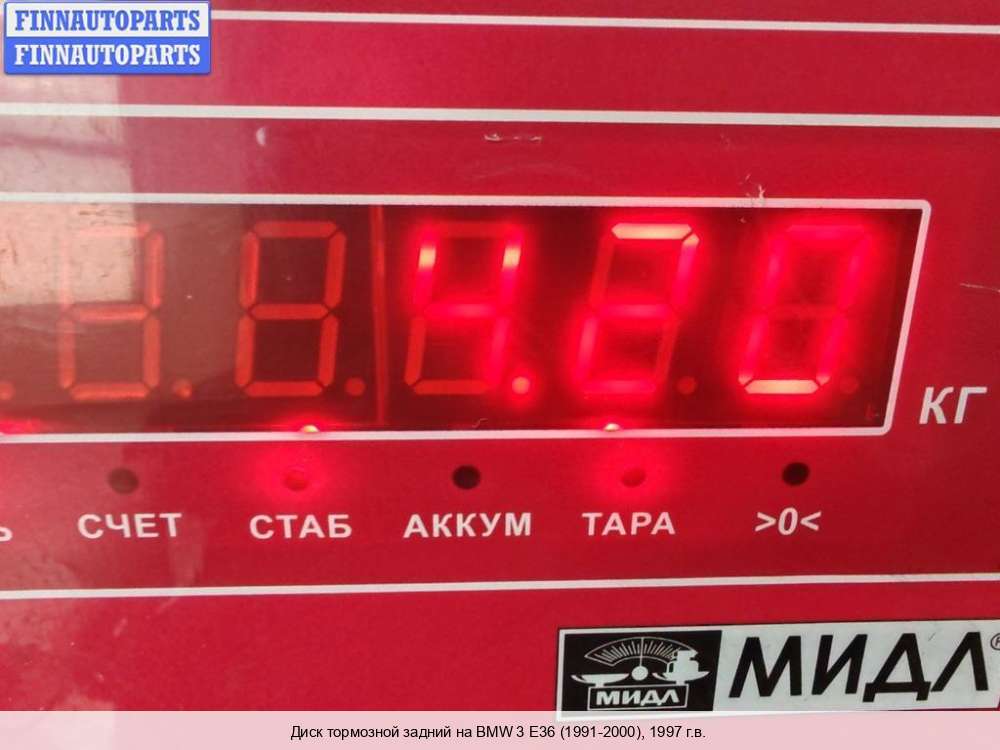 FINNAUTOPARTS
FINNAUTOPARTS
4.20
КГ
СЧЕТ СТАБ АККУМ ТАРА >0<
МИДЛ МИДЛ®
Диск тормозной задний на BMW 3 E36 (1991-2000), 1997 г.в.